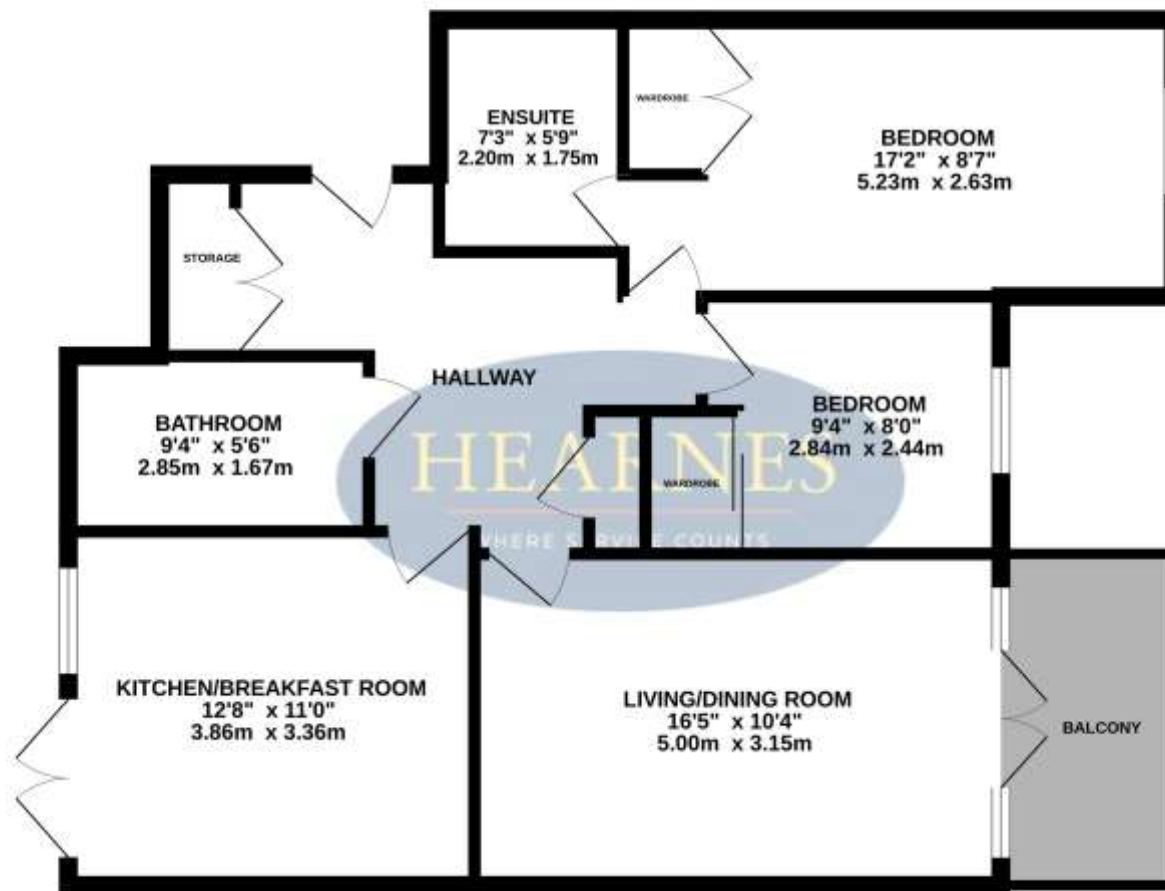 ENSUITE
7'3" x 5'9"
2.20m x 1.75m
WARDROBE
BEDROOM
17'2" x 8'7"
5.23m x 2.63m
STORAGE
HALLWAY
BATHROOM
9'4" x 5'6"
2.85m x 1.67m
BEDROOM
9'4" x 8'0"
2.84m x 2.44m
HEARNES
WARDROBE
WHERE SERVICE COUNTS
KITCHEN/BREAKFAST ROOM
12'8" x 11'0"
3.86m x 3.36m
LIVING/DINING ROOM
16'5" x 10'4"
5.00m x 3.15m
BALCONY